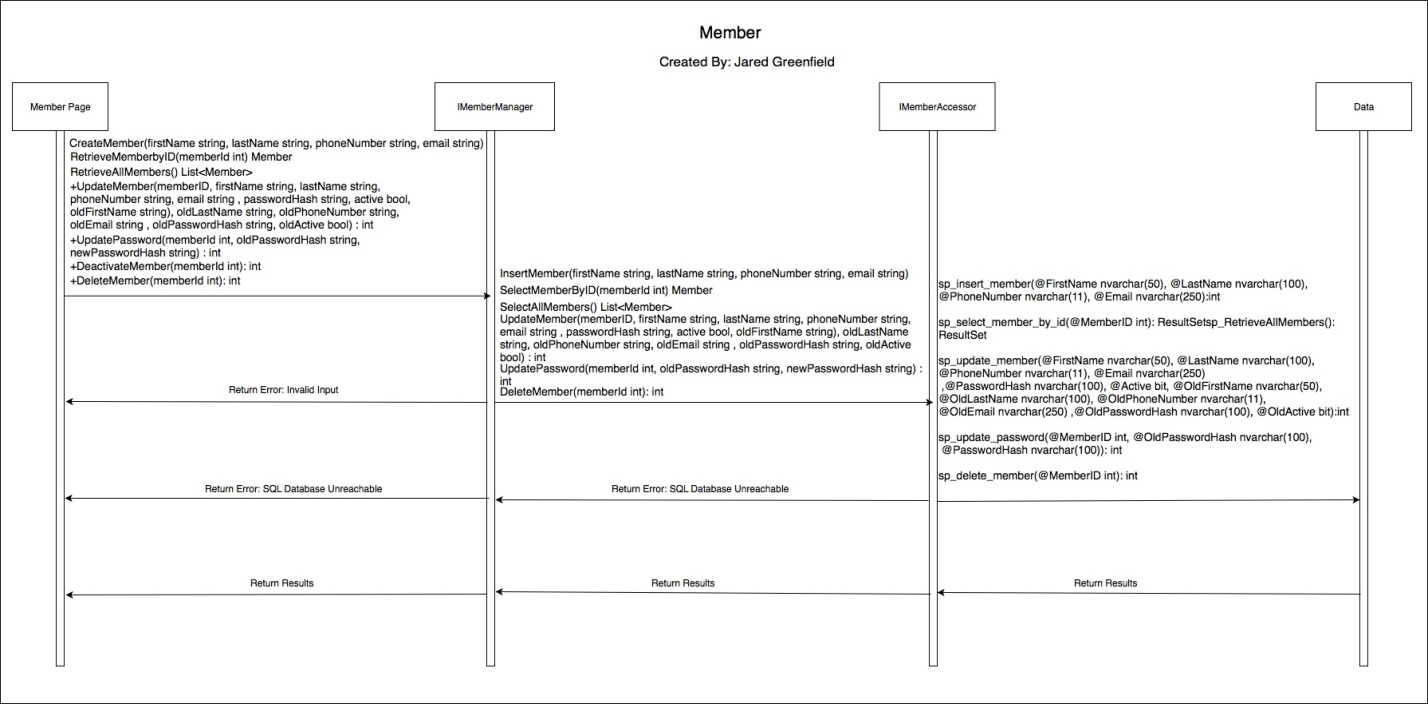 Member
Created By: Jared Greenfield
Member Page
IMemberManager
IMemberAccessor
Data
CreateMember(firstName string, lastName string, phoneNumber string, email string)
RetrieveMemberbyID(memberId int) Member
RetrieveAllMembers() List<Member>
+UpdateMember(memberID, firstName string, lastName string,
phoneNumber string, email string , passwordHash string, active bool,
oldFirstName string), oldLastName string, oldPhoneNumber string,
oldEmail string , oldPasswordHash string, oldActive bool) : int
+UpdatePassword(memberId int, oldPasswordHash string,
newPasswordHash string) : int
+DeactivateMember(memberId int): int
+DeleteMember(memberId int): int
InsertMember(firstName string, lastName string, phoneNumber string, email string)
SelectMemberByID(memberId int) Member
SelectAllMembers() List<Member>
UpdateMember(memberID, firstName string, lastName string, phoneNumber string,
email string , passwordHash string, active bool, oldFirstName string), oldLastName
string, oldPhoneNumber string, oldEmail string , oldPasswordHash string, oldActive
bool) : int
UpdatePassword(memberId int, oldPasswordHash string, newPasswordHash string) :
int
DeleteMember(memberId int): int
sp_insert_member(@FirstName nvarchar(50), @LastName nvarchar(100),
@PhoneNumber nvarchar(11), @Email nvarchar(250):int
sp_select_member_by_id(@MemberID int): ResultSetsp_RetrieveAllMembers():
ResultSet
sp_update_member(@FirstName nvarchar(50), @LastName nvarchar(100),
@PhoneNumber nvarchar(11), @Email nvarchar(250)
,@PasswordHash nvarchar(100), @Active bit, @OldFirstName nvarchar(50),
@OldLastName nvarchar(100), @OldPhoneNumber nvarchar(11),
@OldEmail nvarchar(250) ,@OldPasswordHash nvarchar(100), @OldActive bit):int
sp_update_password(@MemberID int, @OldPasswordHash nvarchar(100),
@PasswordHash nvarchar(100)): int
sp_delete_member(@MemberID int): int
Return Error: Invalid Input
Return Error: SQL Database Unreachable
Return Error: SQL Database Unreachable
Return Results
Return Results
Return Results